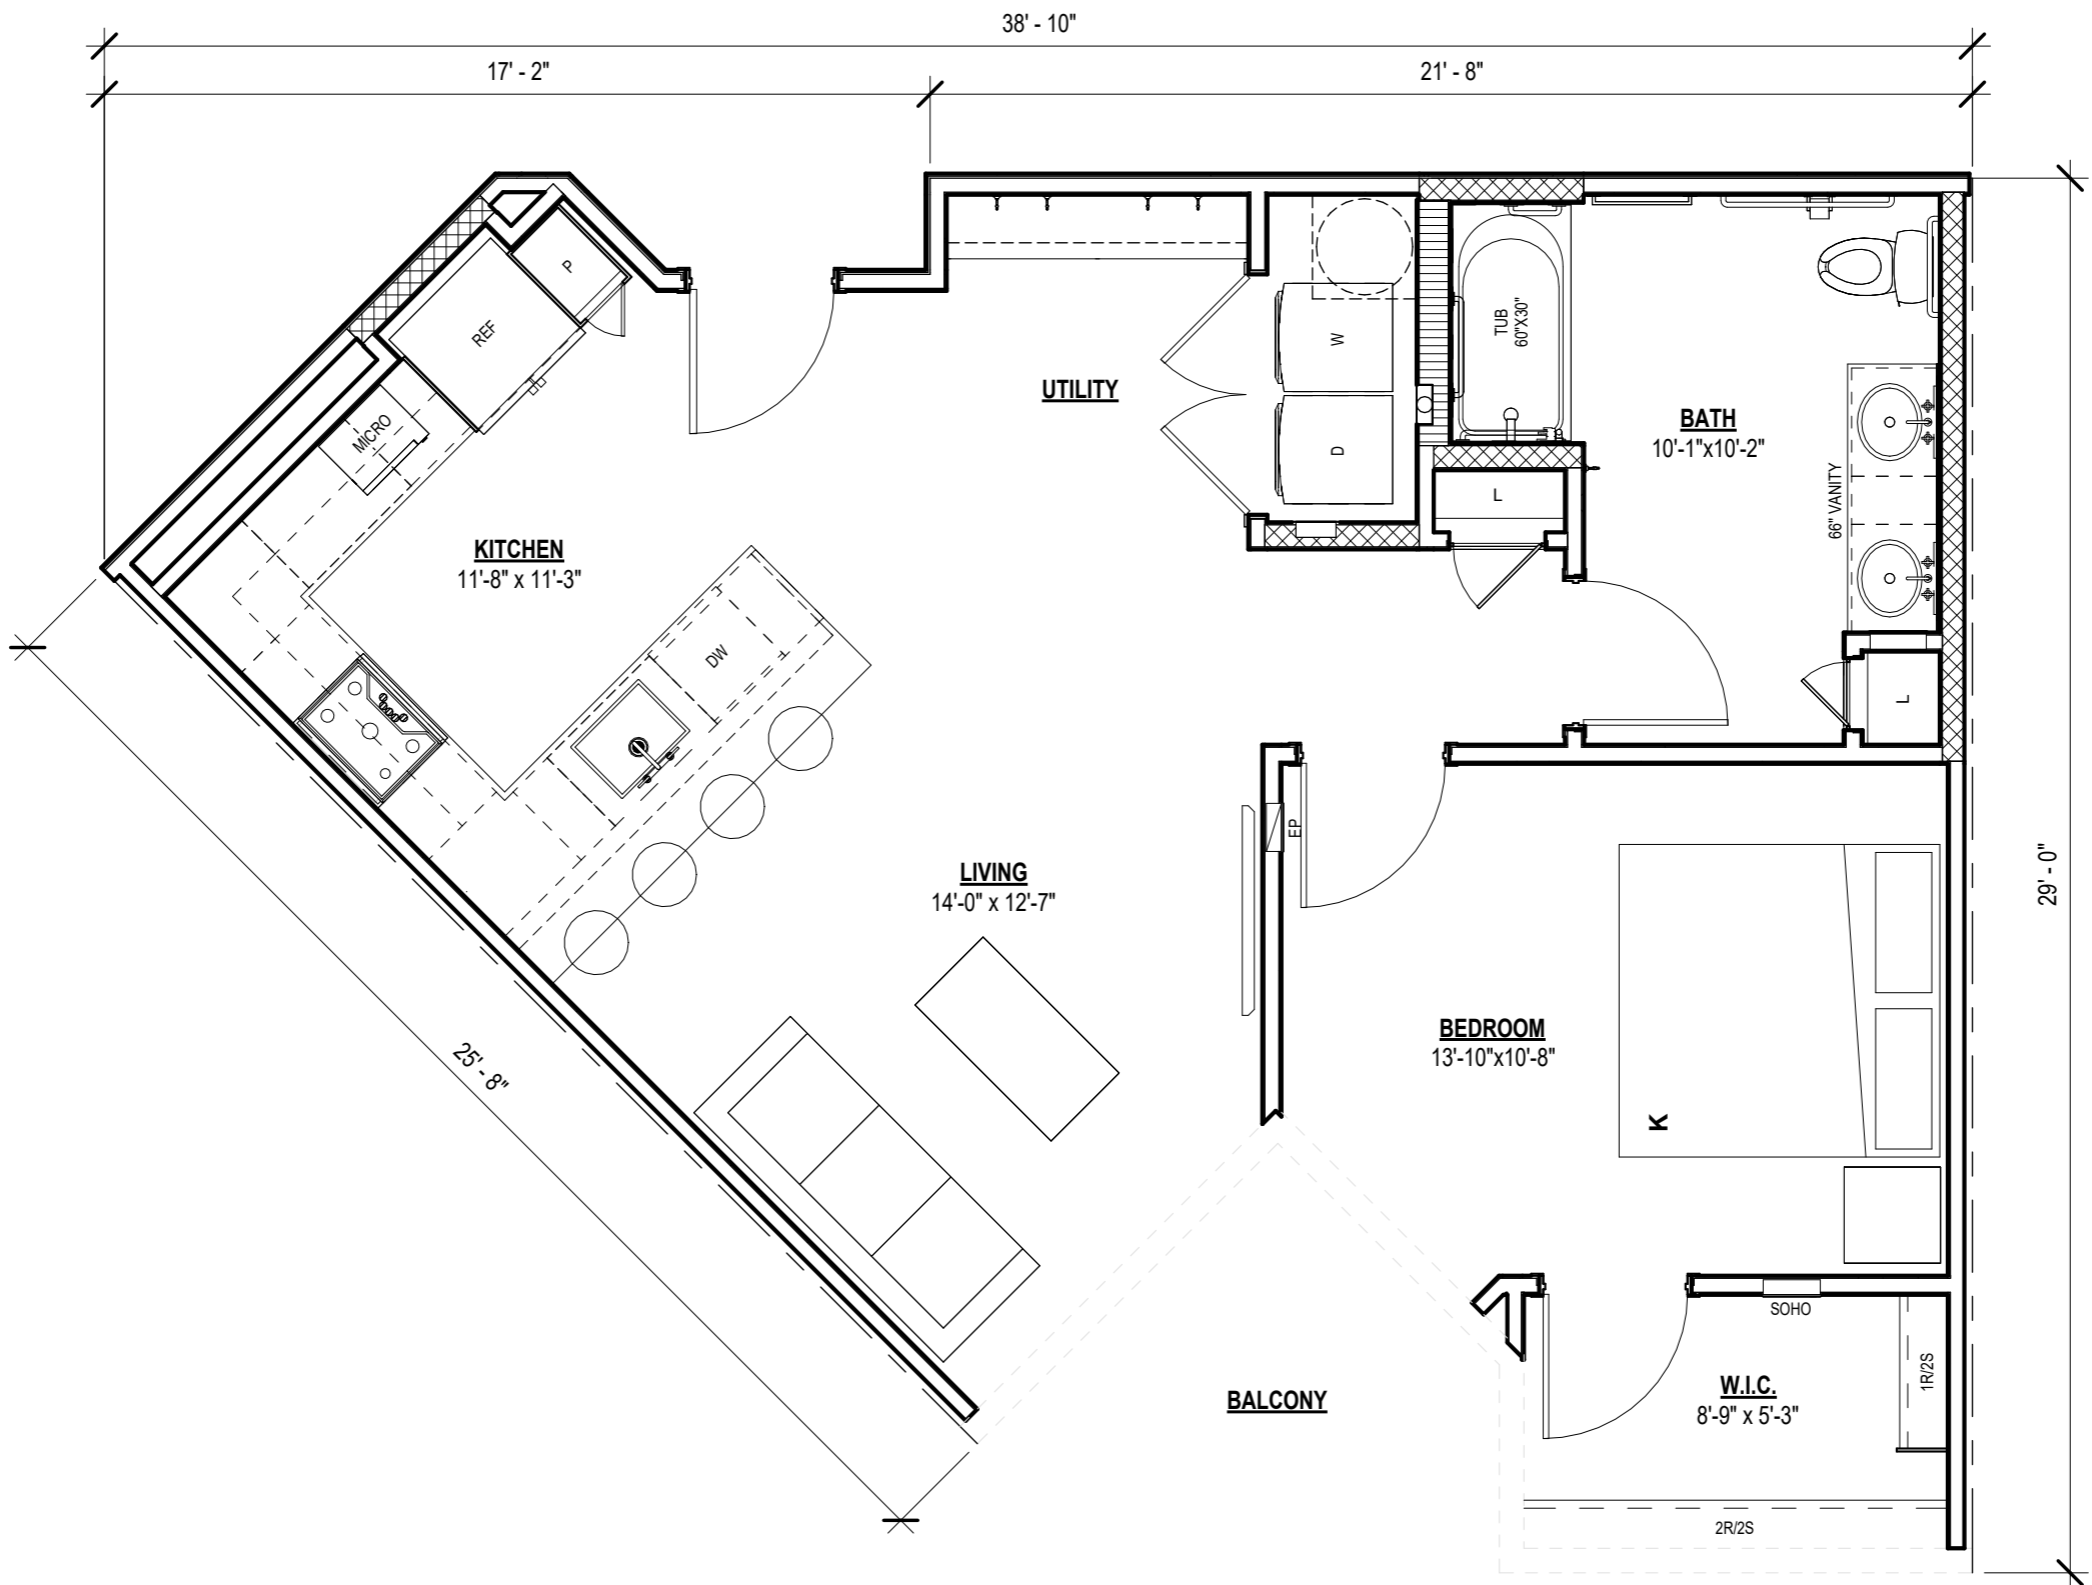 38' - 10"
17' - 2"
21' - 8"
P
REF
MICRO
W
D
UTILITY
TUB
60"X30"
BATH
10'-1"x10'-2"
66" VANITY
L
L
KITCHEN
11'-8" x 11'-3"
DW
EP
LIVING
14'-0" x 12'-7"
29' - 0"
25' - 8"
BEDROOM
13'-10"x10'-8"
K
SOHO
BALCONY
W.I.C.
8'-9" x 5'-3"
1R/2S
2R/2S